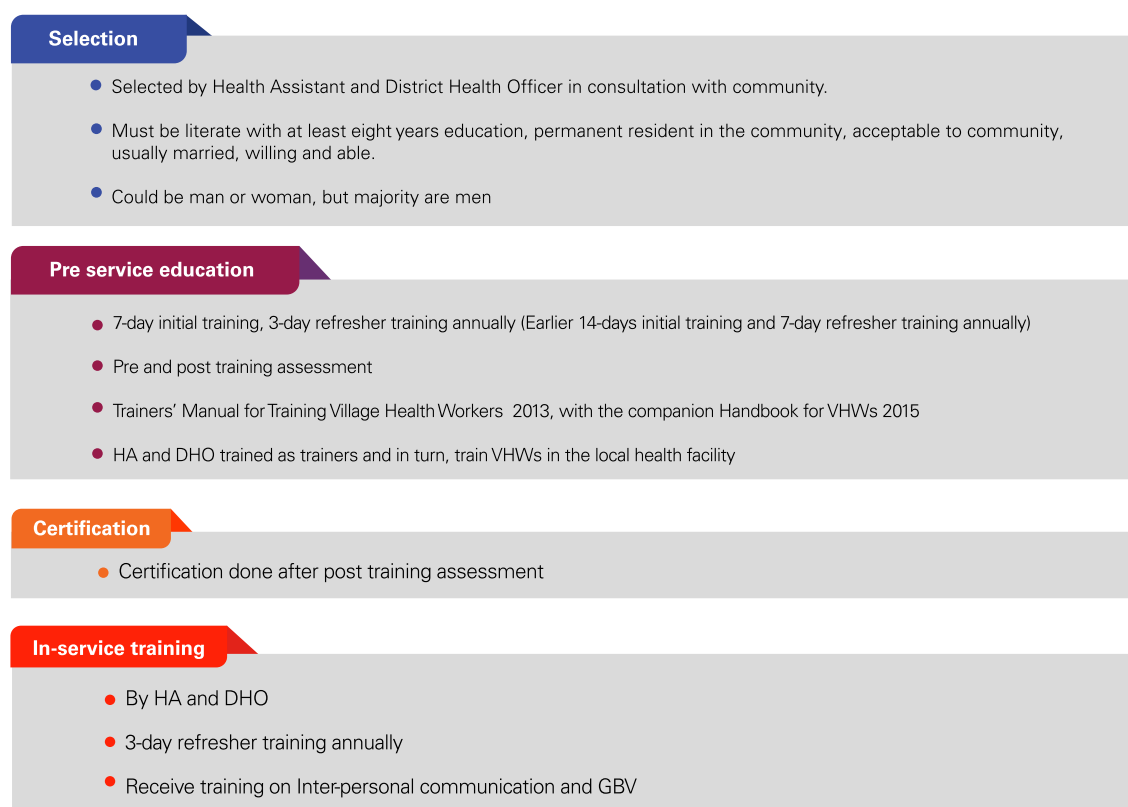 Selection
Selected by Health Assistant and District Health Officer in consultation with community.
Must be literate with at least eight years education, permanent resident in the community, acceptable to community,
usually married, willing and able.
Could be man or woman, but majority are men
Pre service education
7-day initial training, 3-day refresher training annually (Earlier 14-days initial training and 7-day refresher training annually)
Pre and post training assessment
Trainers’ Manual for Training Village Health Workers 2013, with the companion Handbook for VHWs 2015
HA and DHO trained as trainers and in turn, train VHWs in the local health facility
Certification
Certification done after post training assessment
In-service training
By HA and DHO
3-day refresher training annually
Receive training on Inter-personal communication and GBV